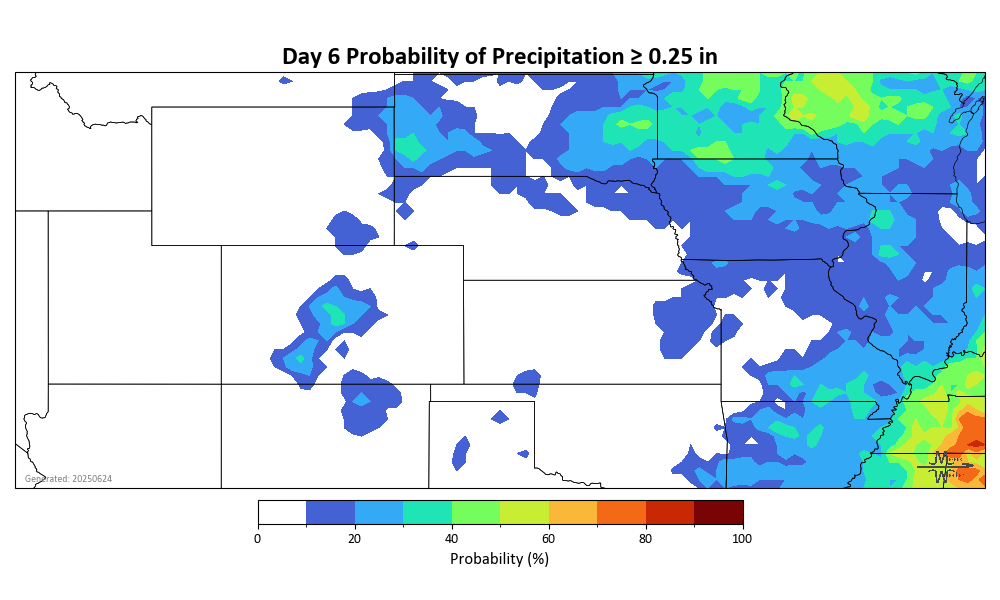 Day 6 Probability of Precipitation ≥ 0.25 in
Generated: 20250624
0 20 40 60 80 100
Probability (%)